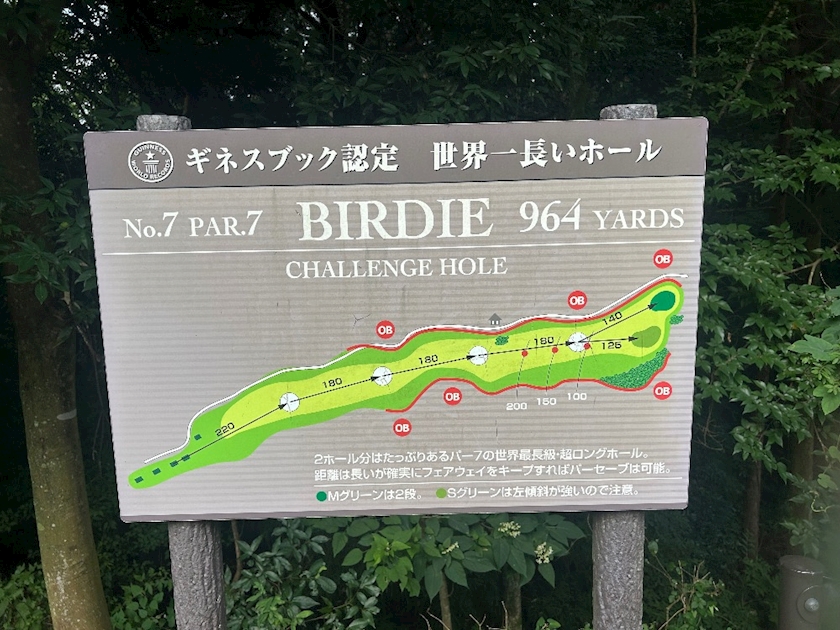 GUINNESS WORLD RECORDS
ギネスブック認定 世界一長いホール
No.7 PAR.7 BIRDIE 964 YARDS
CHALLENGE HOLE
OB
OB
OB
140
180
126
180
180
220
200 150 100
OB
OB
OB
2ホール分はたっぷりあるパー7の世界最長級・超ロングホール。
距離は長いが確実にフェアウェイをキープすればパーセーブは可能。
●Mグリーンは2段。 ●Sグリーンは左傾斜が強いので注意。